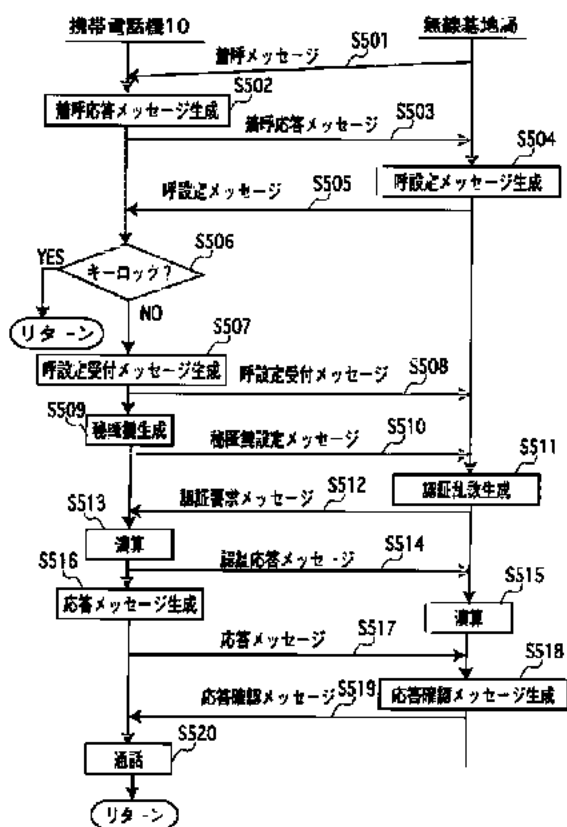 携帯電話機10
無線基地局
S501
着呼メッセージ
S502
着呼応答メッセージ生成
着呼応答メッセージ
S503
S504
呼設定メッセージ生成
呼設定メッセージ
S505
S506
YES
キーロック?
リターン
NO
S507
呼設定受付メッセージ生成
呼設定受付メッセージ
S508
S509
秘匿鍵生成
秘匿鍵設定メッセージ
S510
S511
認証乱数生成
認証要求メッセージ
S512
S513
演算
認証応答メッセージ
S514
S516
応答メッセージ生成
S515
演算
応答メッセージ
S517
S518
応答確認メッセージ生成
応答確認メッセージ
S519
S520
通話
リターン